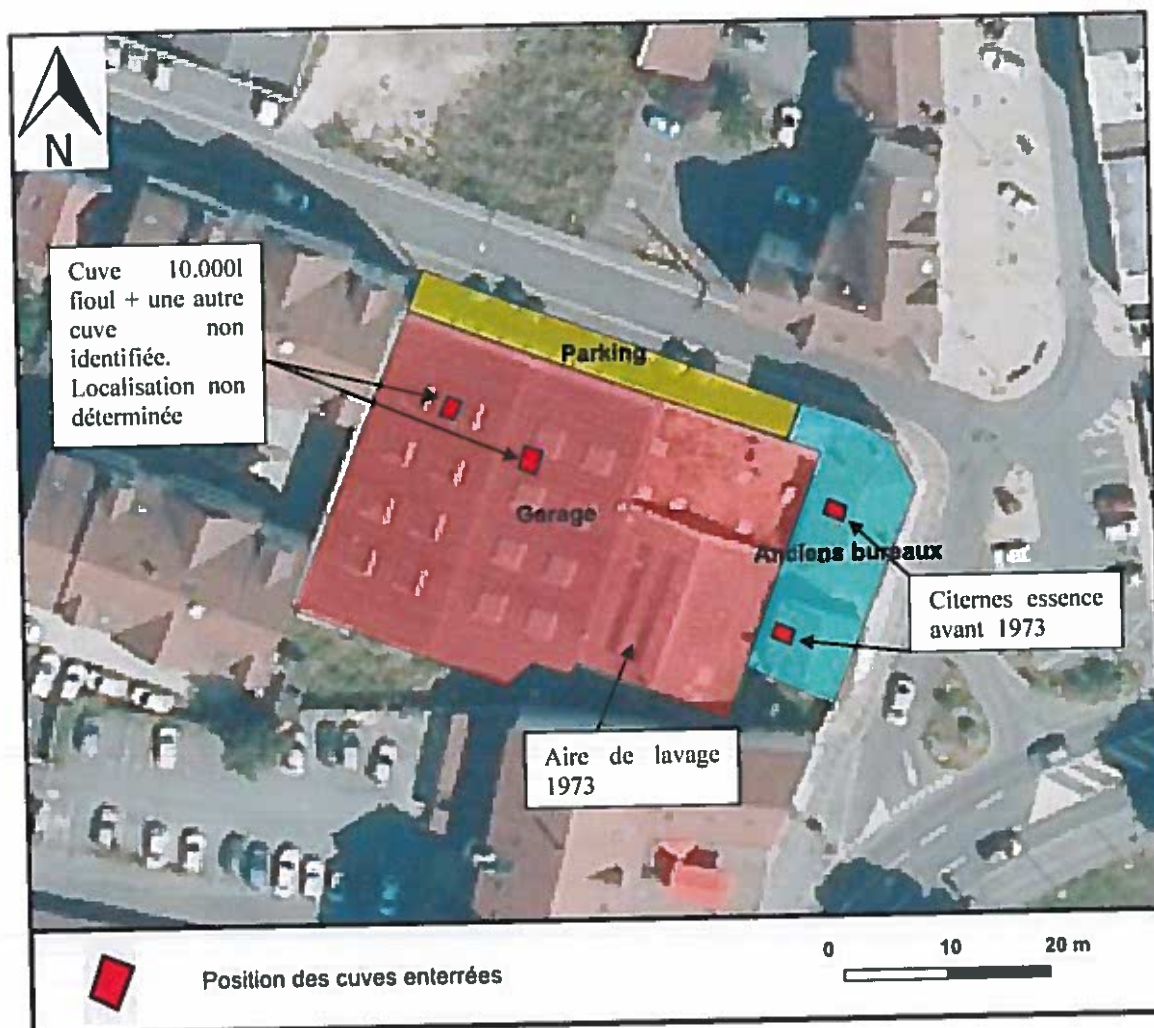 N
Cuve 10.000l
fioul + une autre
cuve non
identifiée.
Localisation non
déterminée
Parking
Garage
Anciens bureaux
Citernes essence
avant 1973
Aire de lavage
1973
Position des cuves enterrées
0 10 20 m